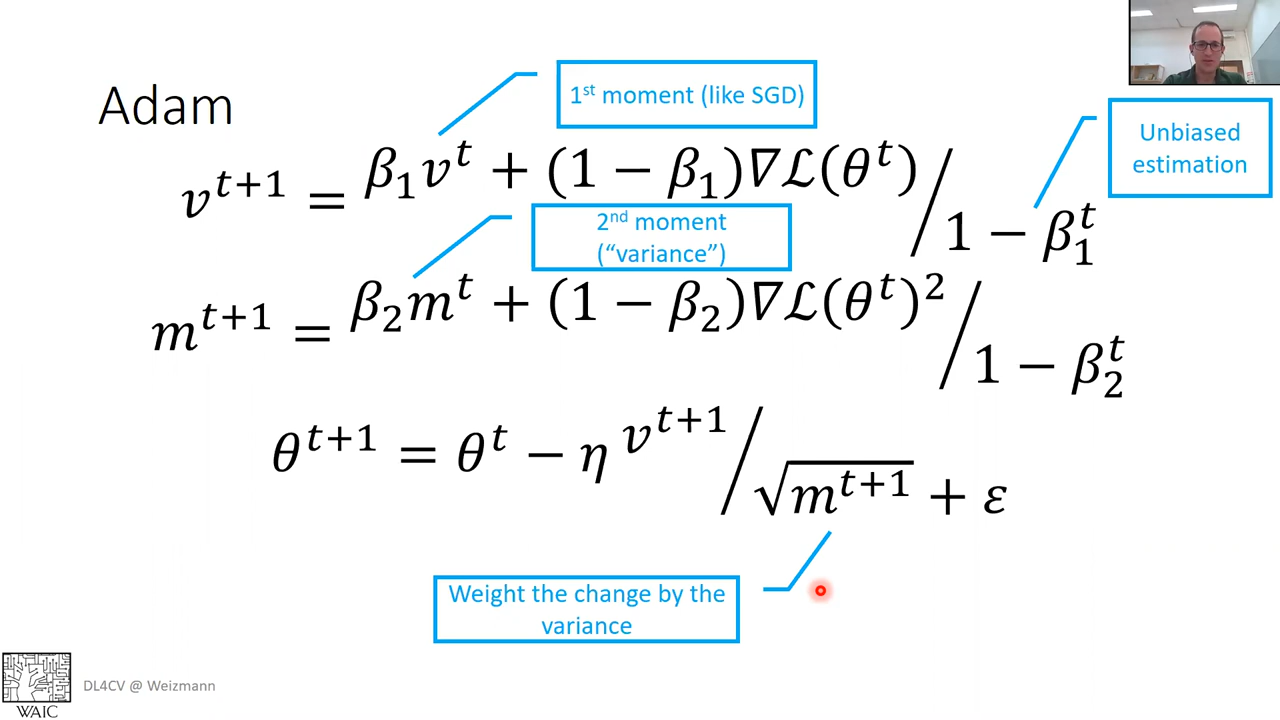 1st moment (like SGD)
Adam
Unbiased
estimation
v^{t+1} = β_1 v^t + (1 − β_1)∇ℒ(θ^t) / 1 − β_1^t
2nd moment
(“variance”)
m^{t+1} = β_2 m^t + (1 − β_2)∇ℒ(θ^t)^2 / 1 − β_2^t
θ^{t+1} = θ^t − η v^{t+1} / √m^{t+1} + ε
Weight the change by the
variance
DL4CV @ Weizmann
WAIC